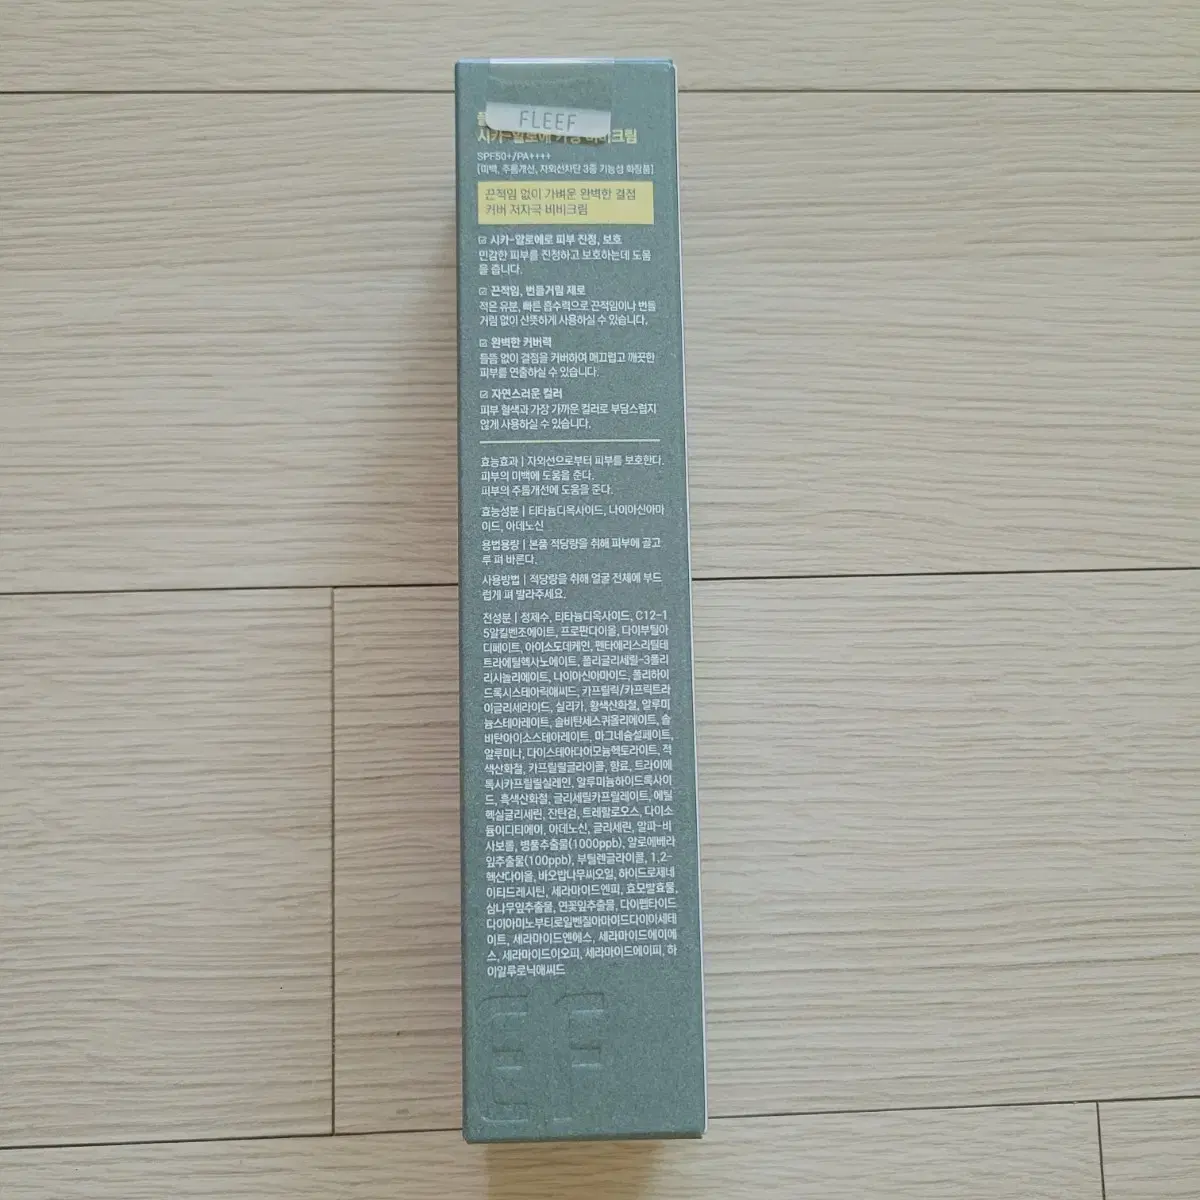 FLEEF
시카-알로에 카밍 비비크림
SPF50+/PA++++
[미백, 주름개선, 자외선차단 3중 기능성 화장품]
끈적임 없이 가벼운 완벽한 결점
커버 저자극 비비크림
☑ 시카-알로에로 피부 진정, 보호
민감한 피부를 진정하고 보호하는데 도움
을 줍니다.
☑ 끈적임, 번들거림 제로
적은 유분, 빠른 흡수력으로 끈적임이나 번들
거림 없이 산뜻하게 사용하실 수 있습니다.
☑ 완벽한 커버력
들뜸 없이 결점을 커버하여 매끄럽고 깨끗한
피부를 연출하실 수 있습니다.
☑ 자연스러운 컬러
피부 혈색과 가장 가까운 컬러로 부담스럽지
않게 사용하실 수 있습니다.
효능효과 | 자외선으로부터 피부를 보호한다.
피부의 미백에 도움을 준다.
피부의 주름개선에 도움을 준다.
효능성분 | 티타늄디옥사이드, 나이아신아마
이드, 아데노신
용법용량 | 본품 적당량을 취해 피부에 골고
루 펴 바른다.
사용방법 | 적당량을 취해 얼굴 전체에 부드
럽게 펴 발라주세요.
전성분 | 정제수, 티타늄디옥사이드, C12-1
5알킬벤조에이트, 프로판다이올, 다이부틸아
디페이트, 아이소도데케인, 펜타에리스리틸테
트라에틸헥사노에이트, 폴리글리세릴-3폴리
리시놀리에이트, 나이아신아마이드, 폴리하이
드록시스테아릭애씨드, 카프릴릭/카프릭트라
이글리세라이드, 실리카, 황색산화철, 알루미
늄스테아레이트, 솔비탄세스퀴올리에이트, 솔
비탄아이소스테아레이트, 마그네슘설페이트,
알루미나, 다이스테아다이모늄헥토라이트, 적
색산화철, 카프릴릴글라이콜, 향료, 트라이에
톡시카프릴릴실레인, 알루미늄하이드록사이
드, 흑색산화철, 글리세릴카프릴레이트, 에틸
헥실글리세린, 잔탄검, 트레할로오스, 다이소
듐이디티에이, 아데노신, 글리세린, 알파-비
사보롤, 병풀추출물(1000ppb), 알로에베라
잎추출물(100ppb), 부틸렌글라이콜, 1,2-
헥산다이올, 바오밥나무씨오일, 하이드로제네
이티드레시틴, 세라마이드엔피, 효모발효물,
삼나무잎추출물, 연꽃잎추출물, 다이펩타이드
다이아미노부티로일벤질아마이드다이아세테
이트, 세라마이드엔에스, 세라마이드에이에
스, 세라마이드이오피, 세라마이드에이피, 하
이알루로닉애씨드